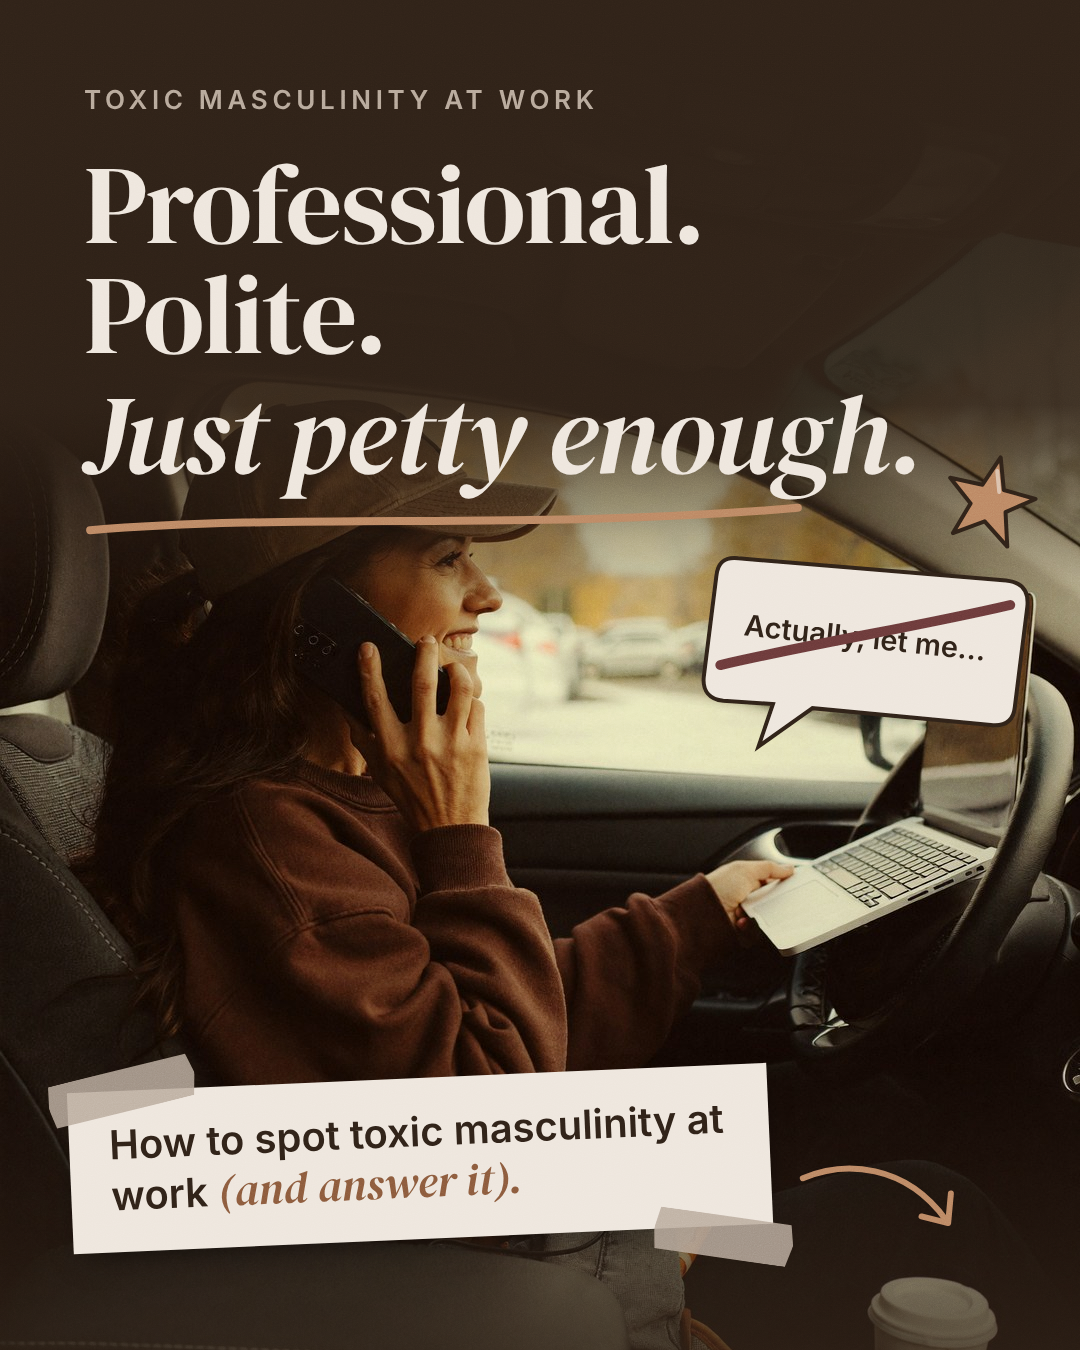 TOXIC MASCULINITY AT WORK
Professional.
Polite.
Just petty enough.
Actually, let me...
How to spot toxic masculinity at
work (and answer it).